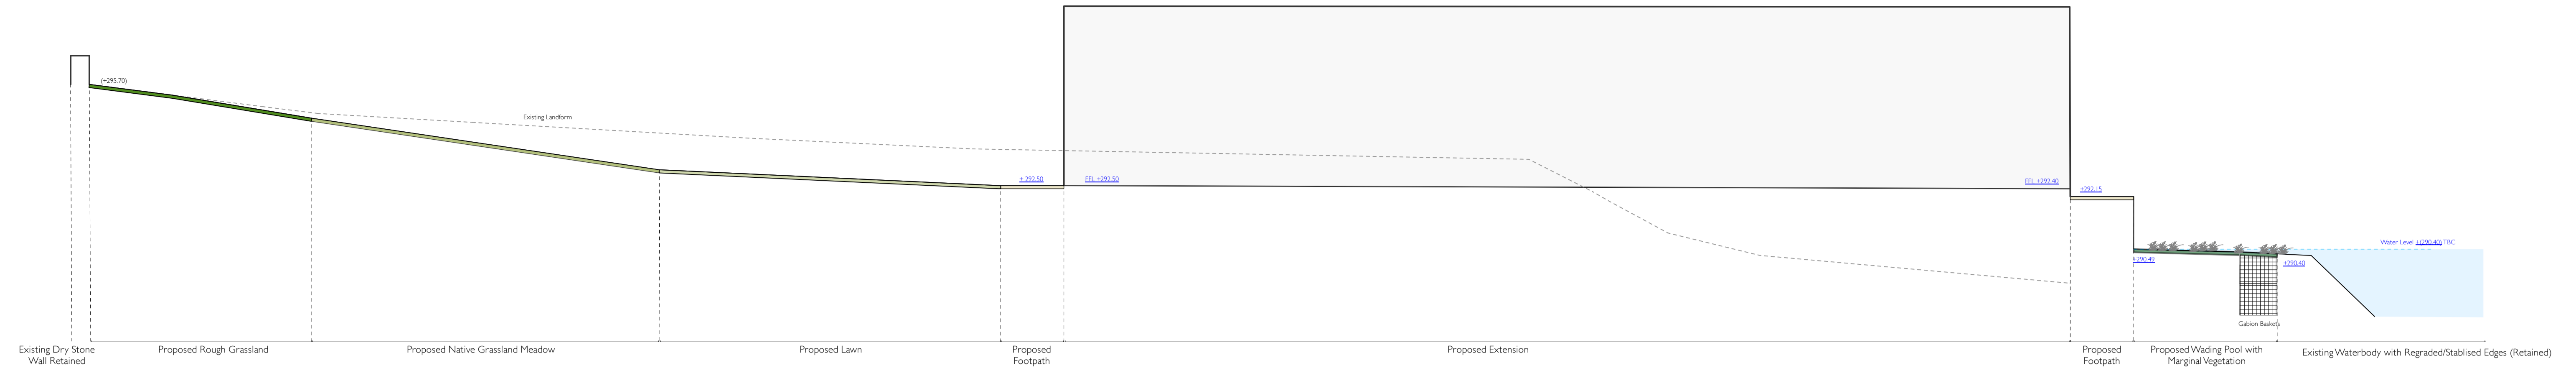 (+295.70)
Existing Landform
+ 292.50
FFL +292.50
FFL +292.40
+292.15
Water Level +(290.40) TBC
+290.49
+290.40
Gabion Baskets
Existing Dry Stone
Wall Retained
Proposed Rough Grassland
Proposed Native Grassland Meadow
Proposed Lawn
Proposed
Footpath
Proposed Extension
Proposed
Footpath
Proposed Wading Pool with
Marginal Vegetation
Existing Waterbody with Regraded/Stablised Edges (Retained)